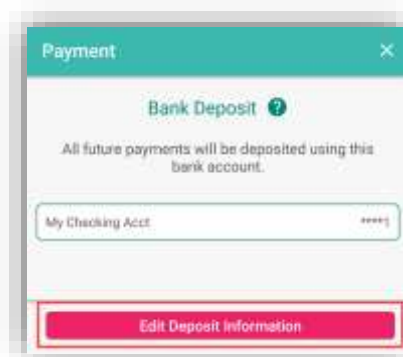 Payment ×
Bank Deposit ?
All future payments will be deposited using this
bank account.
My Checking Acct ****1
Edit Deposit Information